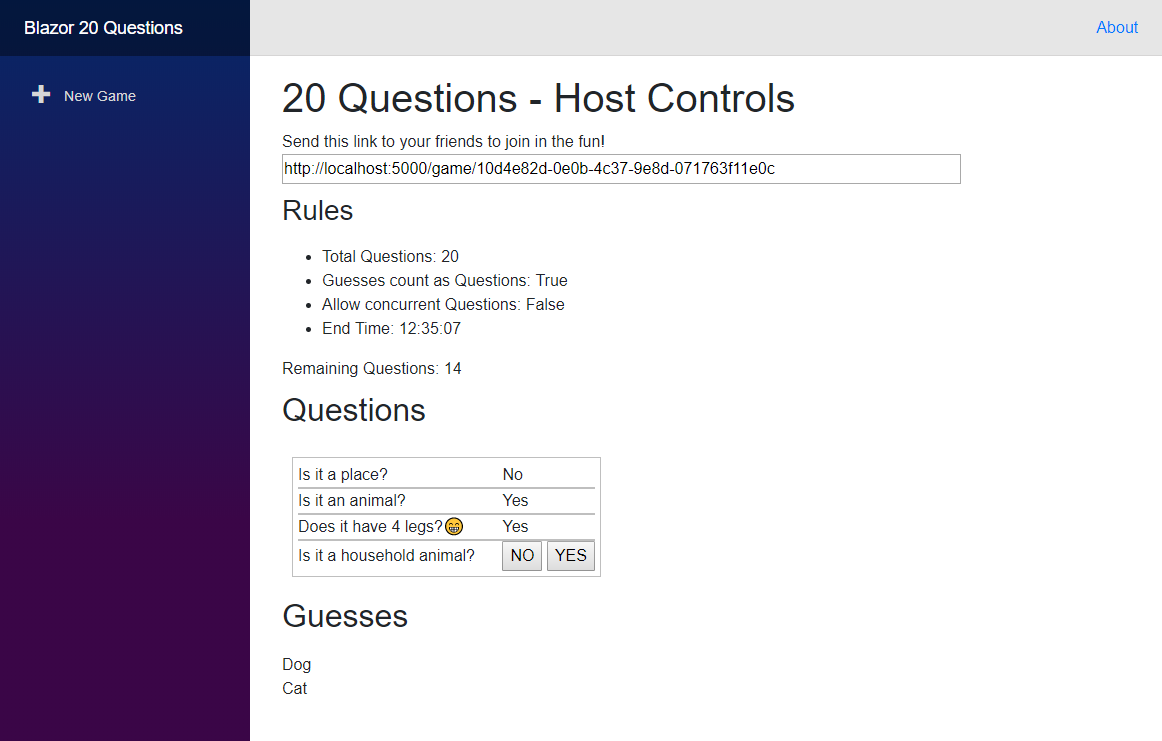 Blazor 20 Questions
About
New Game
20 Questions - Host Controls
Send this link to your friends to join in the fun!
http://localhost:5000/game/10d4e82d-0e0b-4c37-9e8d-071763f11e0c
Rules
Total Questions: 20
Guesses count as Questions: True
Allow concurrent Questions: False
End Time: 12:35:07
Remaining Questions: 14
Questions
Is it a place? No
Is it an animal? Yes
Does it have 4 legs?😁 Yes
Is it a household animal? NO YES
Guesses
Dog
Cat